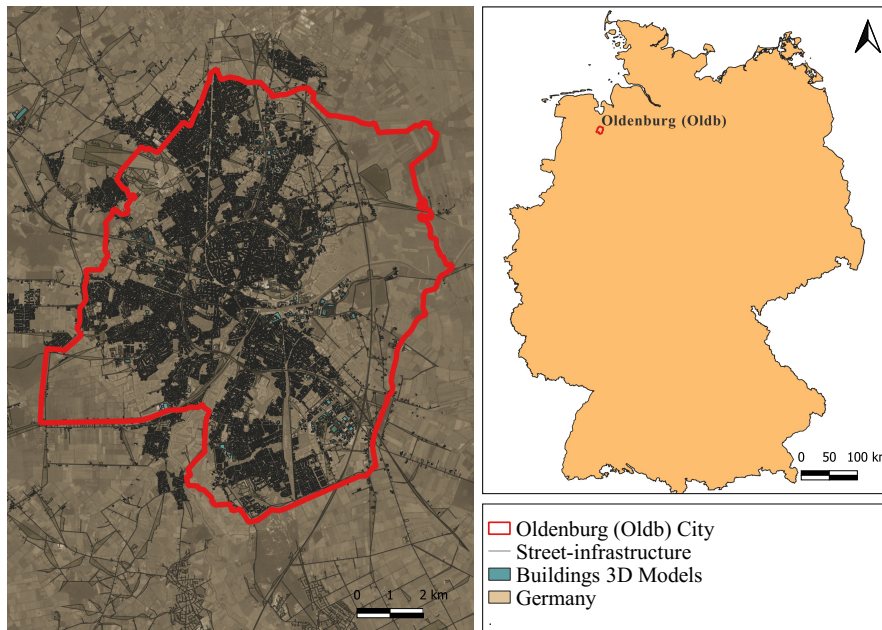 Oldenburg (Oldb)
0 50 100 km
0 1 2 km
Oldenburg (Oldb) City
Street-infrastructure
Buildings 3D Models
Germany
.